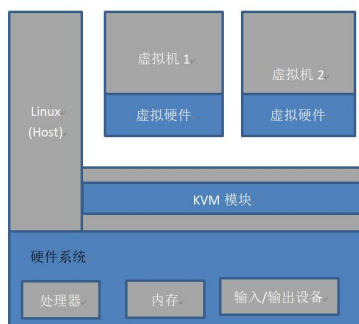 虚拟机 1
虚拟机 2
Linux
(Host)
虚拟硬件
虚拟硬件
KVM 模块
硬件系统
处理器
内存
输入/输出设备